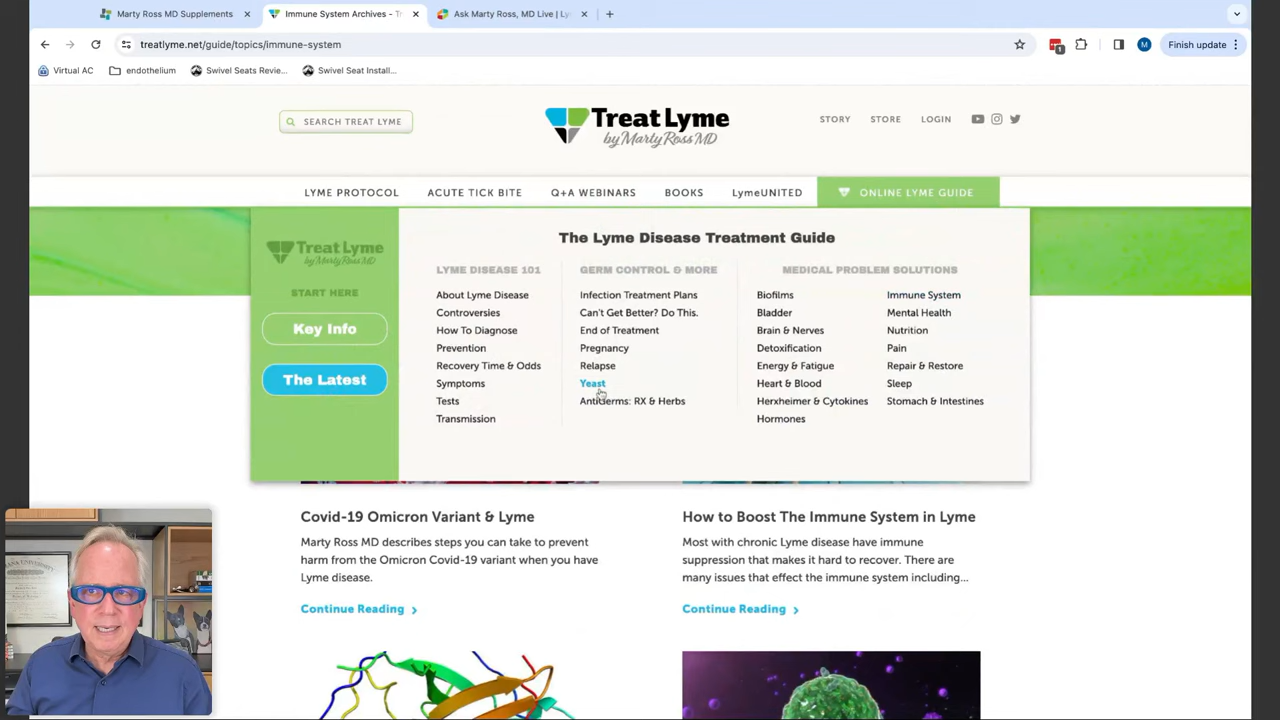 Marty Ross MD Supplements
Immune System Archives - Tr
Ask Marty Ross, MD Live | Ly
treatlyme.net/guide/topics/immune-system
Finish update
1
M
Virtual AC
endothelium
Swivel Seats Revie...
Swivel Seat Install...
SEARCH TREAT LYME
Treat Lyme
by Marty Ross MD
STORY
STORE
LOGIN
LYME PROTOCOL
ACUTE TICK BITE
Q+A WEBINARS
BOOKS
LymeUNITED
ONLINE LYME GUIDE
Treat Lyme
by Marty Ross MD
START HERE
Key Info
The Latest
The Lyme Disease Treatment Guide
LYME DISEASE 101
About Lyme Disease
Controversies
How To Diagnose
Prevention
Recovery Time & Odds
Symptoms
Tests
Transmission
GERM CONTROL & MORE
Infection Treatment Plans
Can't Get Better? Do This.
End of Treatment
Pregnancy
Relapse
Yeast
AntiGerms: RX & Herbs
MEDICAL PROBLEM SOLUTIONS
Biofilms
Bladder
Brain & Nerves
Detoxification
Energy & Fatigue
Heart & Blood
Herxheimer & Cytokines
Hormones
Immune System
Mental Health
Nutrition
Pain
Repair & Restore
Sleep
Stomach & Intestines
Covid-19 Omicron Variant & Lyme
Marty Ross MD describes steps you can take to prevent
harm from the Omicron Covid-19 variant when you have
Lyme disease.
Continue Reading
How to Boost The Immune System in Lyme
Most with chronic Lyme disease have immune
suppression that makes it hard to recover. There are
many issues that effect the immune system including...
Continue Reading